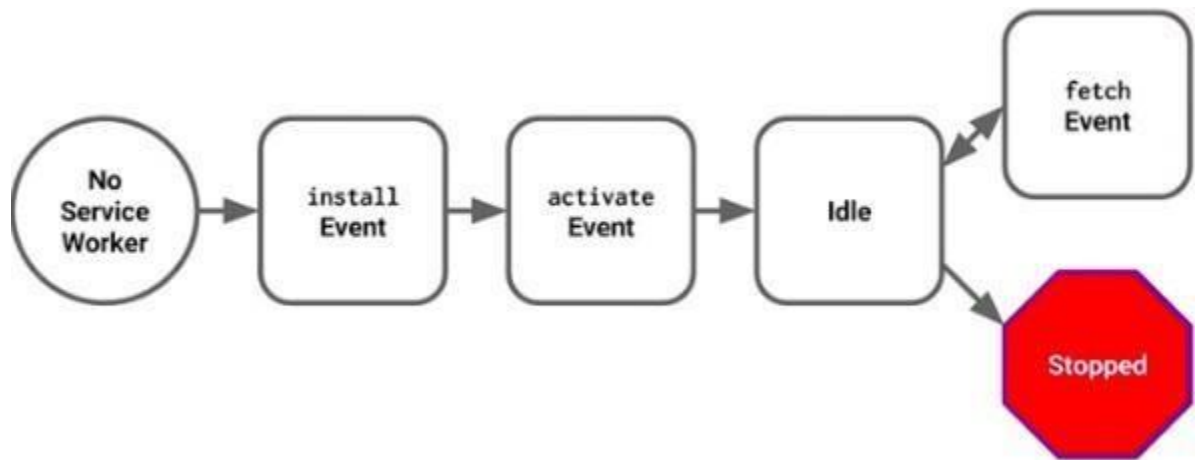 No
Service
Worker
install
Event
activate
Event
Idle
fetch
Event
Stopped